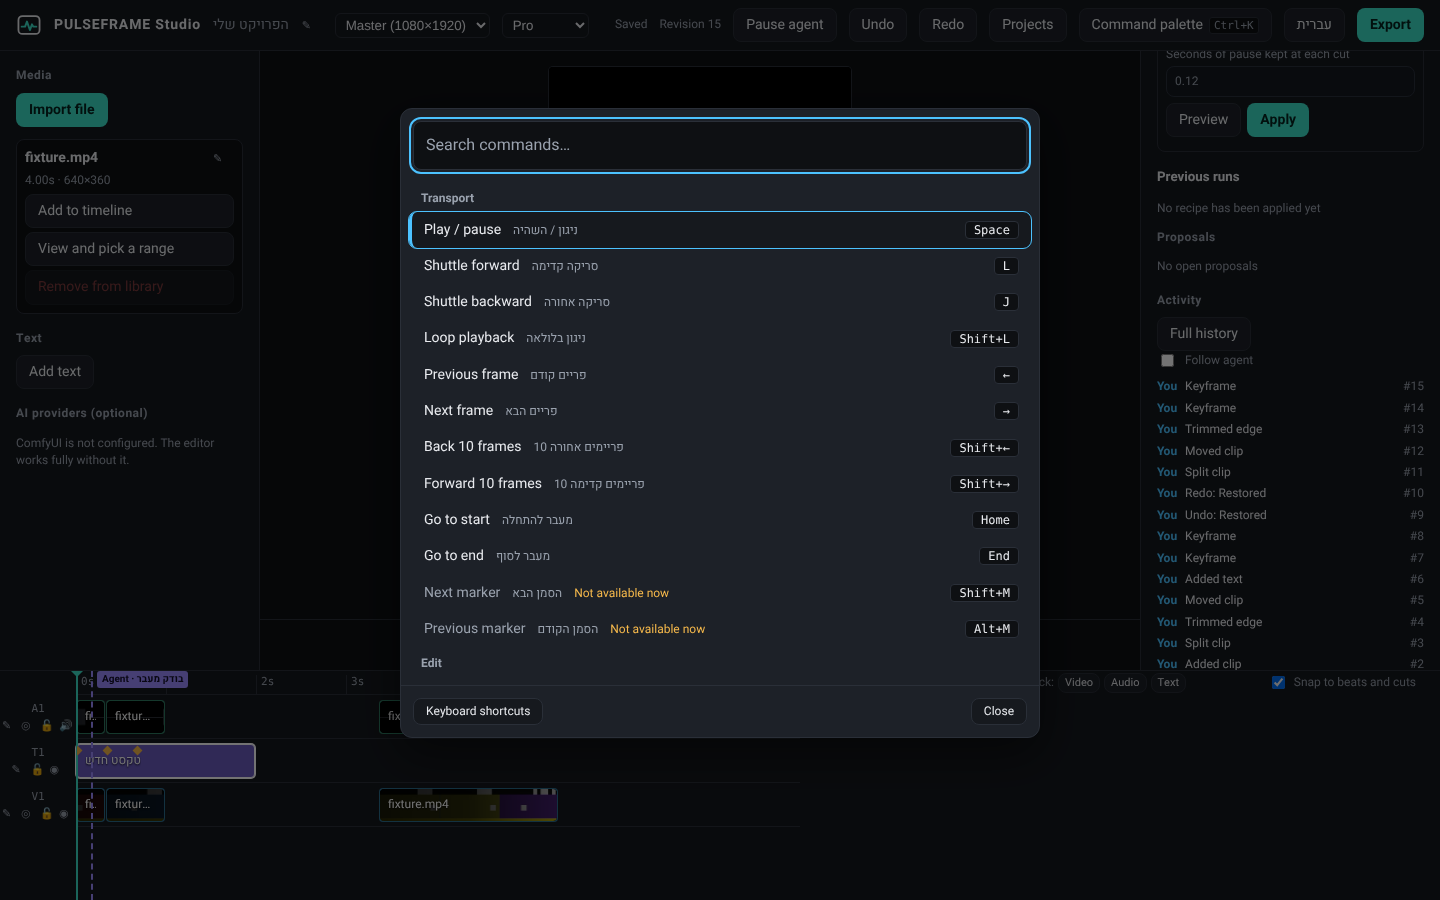 PULSEFRAME Studio הפרויקט שלי Master (1080×1920) Pro Saved Revision 15 Pause agent Undo Redo Projects Command palette Ctrl+K עברית Export
Media
Import file
fixture.mp4
4.00s · 640×360
Add to timeline
View and pick a range
Remove from library
Text
Add text
AI providers (optional)
ComfyUI is not configured. The editor
works fully without it.
Search commands...
Transport
Play / pause ניגון / השהיה Space
Shuttle forward סריקה קדימה L
Shuttle backward סריקה אחורה J
Loop playback ניגון בלולאה Shift+L
Previous frame פריים קודם ←
Next frame פריים הבא →
Back 10 frames 10 פריימים אחורה Shift+←
Forward 10 frames 10 פריימים קדימה Shift+→
Go to start מעבר להתחלה Home
Go to end מעבר לסוף End
Next marker הסמן הבא Not available now Shift+M
Previous marker הסמן הקודם Not available now Alt+M
Edit
Keyboard shortcuts Close
Seconds of pause kept at each cut
0.12
Preview Apply
Previous runs
No recipe has been applied yet
Proposals
No open proposals
Activity
Full history
Follow agent
You Keyframe #15
You Keyframe #14
You Trimmed edge #13
You Moved clip #12
You Split clip #11
You Redo: Restored #10
You Undo: Restored #9
You Keyframe #8
You Keyframe #7
You Added text #6
You Moved clip #5
You Trimmed edge #4
You Split clip #3
You Added clip #2
0s Agent · בודק מעבר 2s 3s Video Audio Text Snap to beats and cuts
A1 fixtur...
T1 טקסט חדש
V1 fixtur... fixture.mp4